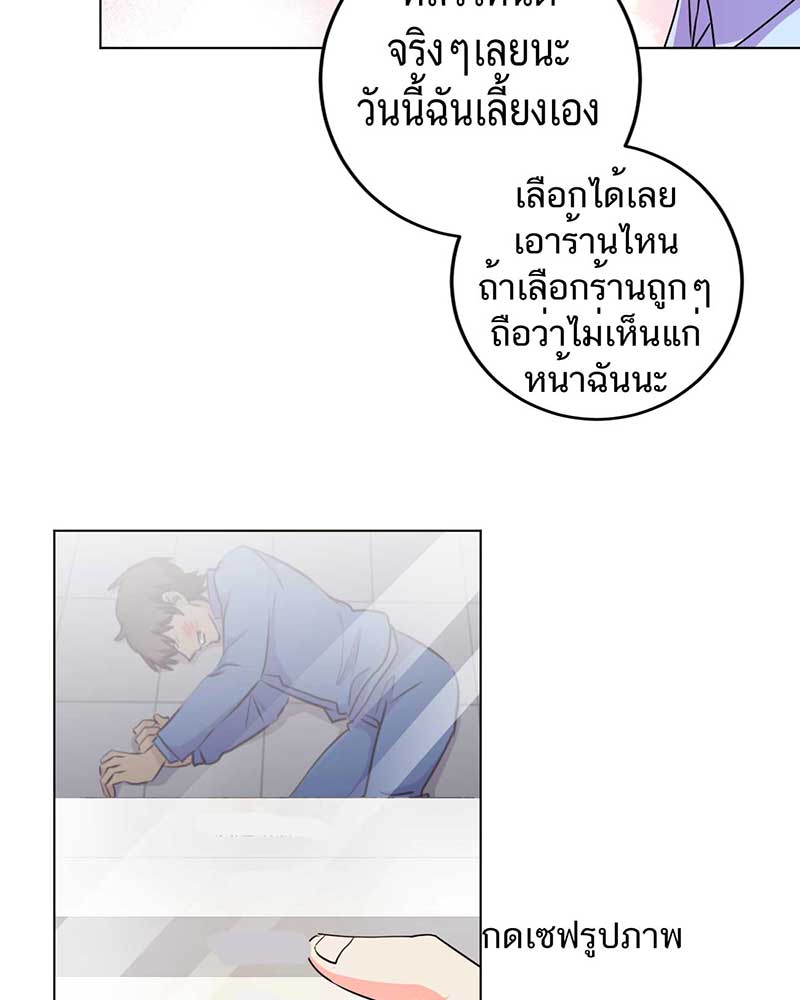 จริงๆเลยนะ
วันนี้ฉันเลี้ยงเอง
เลือกได้เลย
เอาร้านไหน
ถ้าเลือกร้านถูกๆ
ถือว่าไม่เห็นแก่
หน้าฉันนะ
กดเซฟรูปภาพ